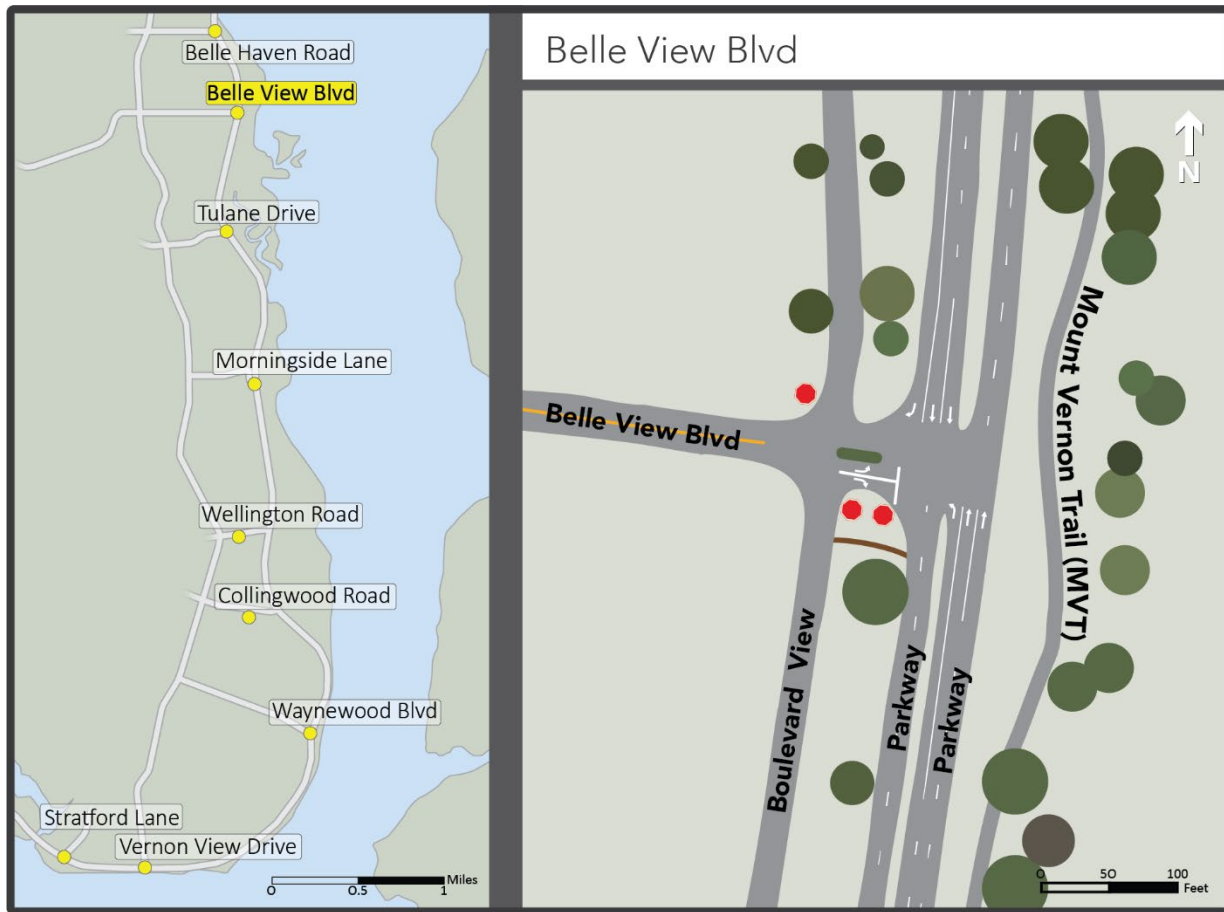 Belle Haven Road
Belle View Blvd
Tulane Drive
Morningside Lane
Wellington Road
Collingwood Road
Waynewood Blvd
Stratford Lane
Vernon View Drive
Miles
0 0.5 1
Belle View Blvd
N
Belle View Blvd
Mount Vernon Trail (MVT)
Boulevard View
Parkway
Parkway
0 50 100
Feet